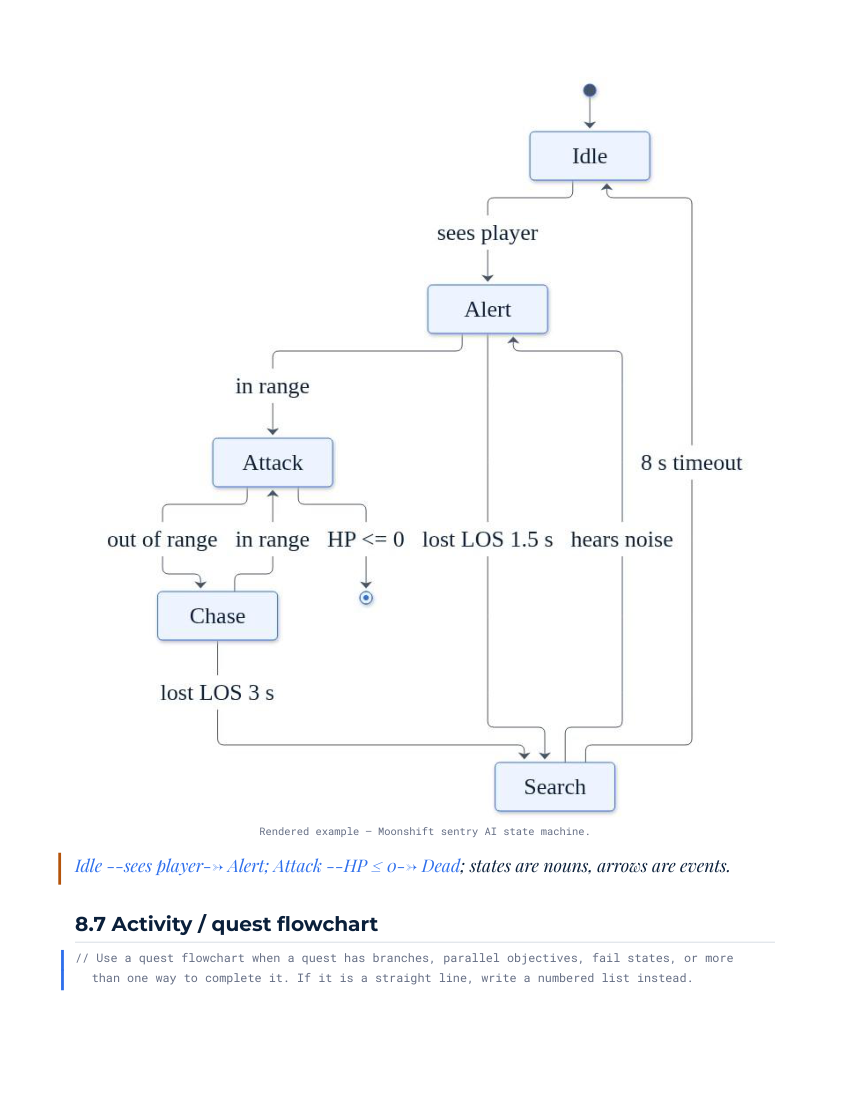 Idle
sees player
Alert
in range
Attack
8 s timeout
out of range
in range
HP <= 0
lost LOS 1.5 s
hears noise
Chase
lost LOS 3 s
Search
Rendered example — Moonshift sentry AI state machine.
Idle --sees player--> Alert; Attack --HP ≤ 0--> Dead; states are nouns, arrows are events.
8.7 Activity / quest flowchart
// Use a quest flowchart when a quest has branches, parallel objectives, fail states, or more
than one way to complete it. If it is a straight line, write a numbered list instead.